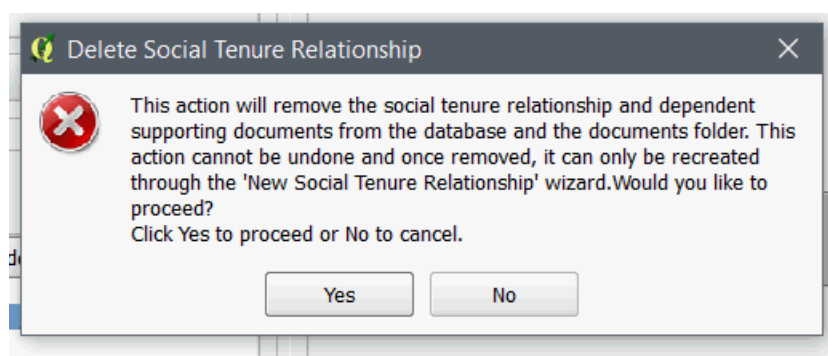 Delete Social Tenure Relationship
This action will remove the social tenure relationship and dependent
supporting documents from the database and the documents folder. This
action cannot be undone and once removed, it can only be recreated
through the 'New Social Tenure Relationship' wizard.Would you like to
proceed?
Click Yes to proceed or No to cancel.
Yes No